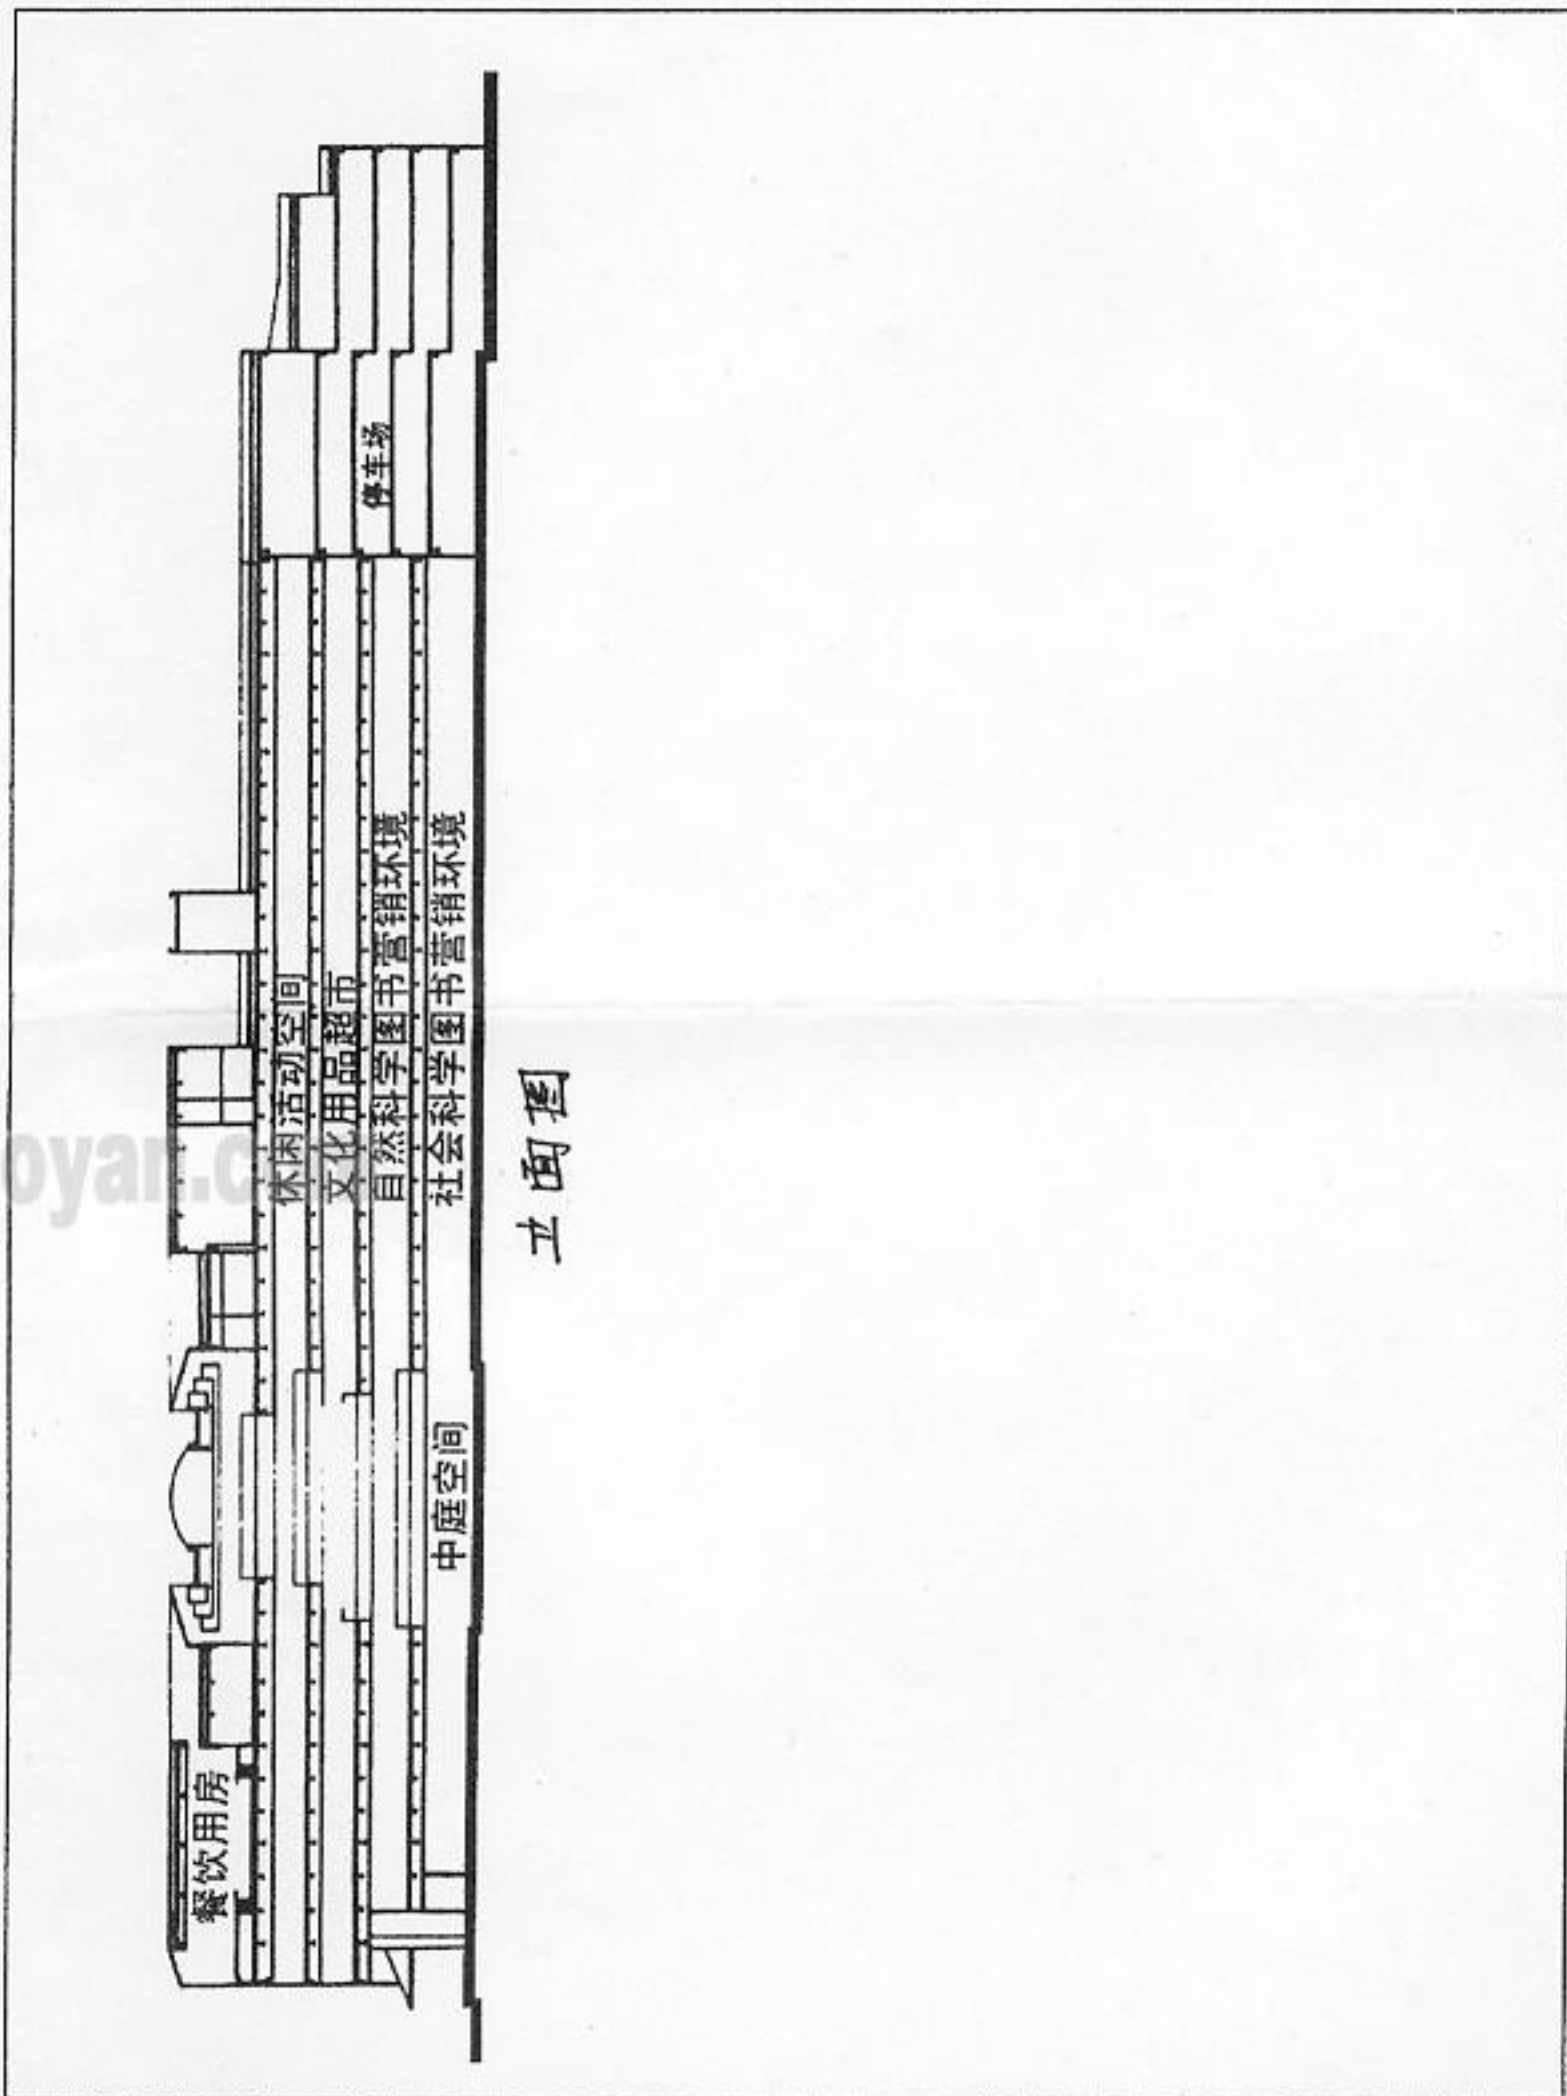 餐饮用房
休闲活动空间
文化用品超市
停车场
自然科学图书营销环境
中庭空间
社会科学图书营销环境
立面图
oyan.c